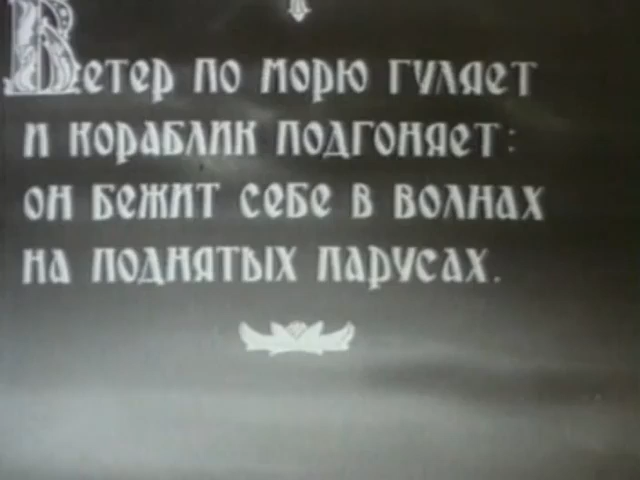 Ветер по морю гуляет
и кораблик подгоняет:
он бежит себе в волнах
на поднятых парусах.